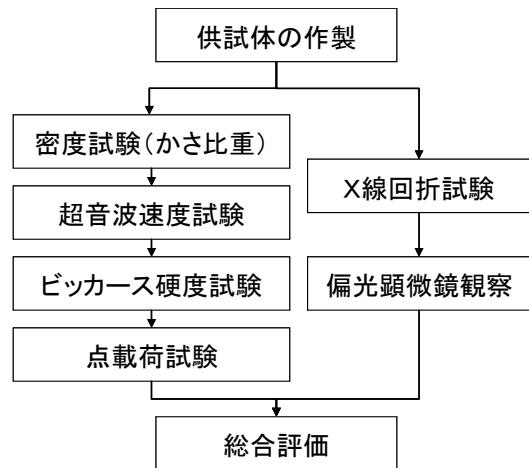 供試体の作製
密度試験(かさ比重)
超音波速度試験
ビッカース硬度試験
点載荷試験
X線回折試験
偏光顕微鏡観察
総合評価